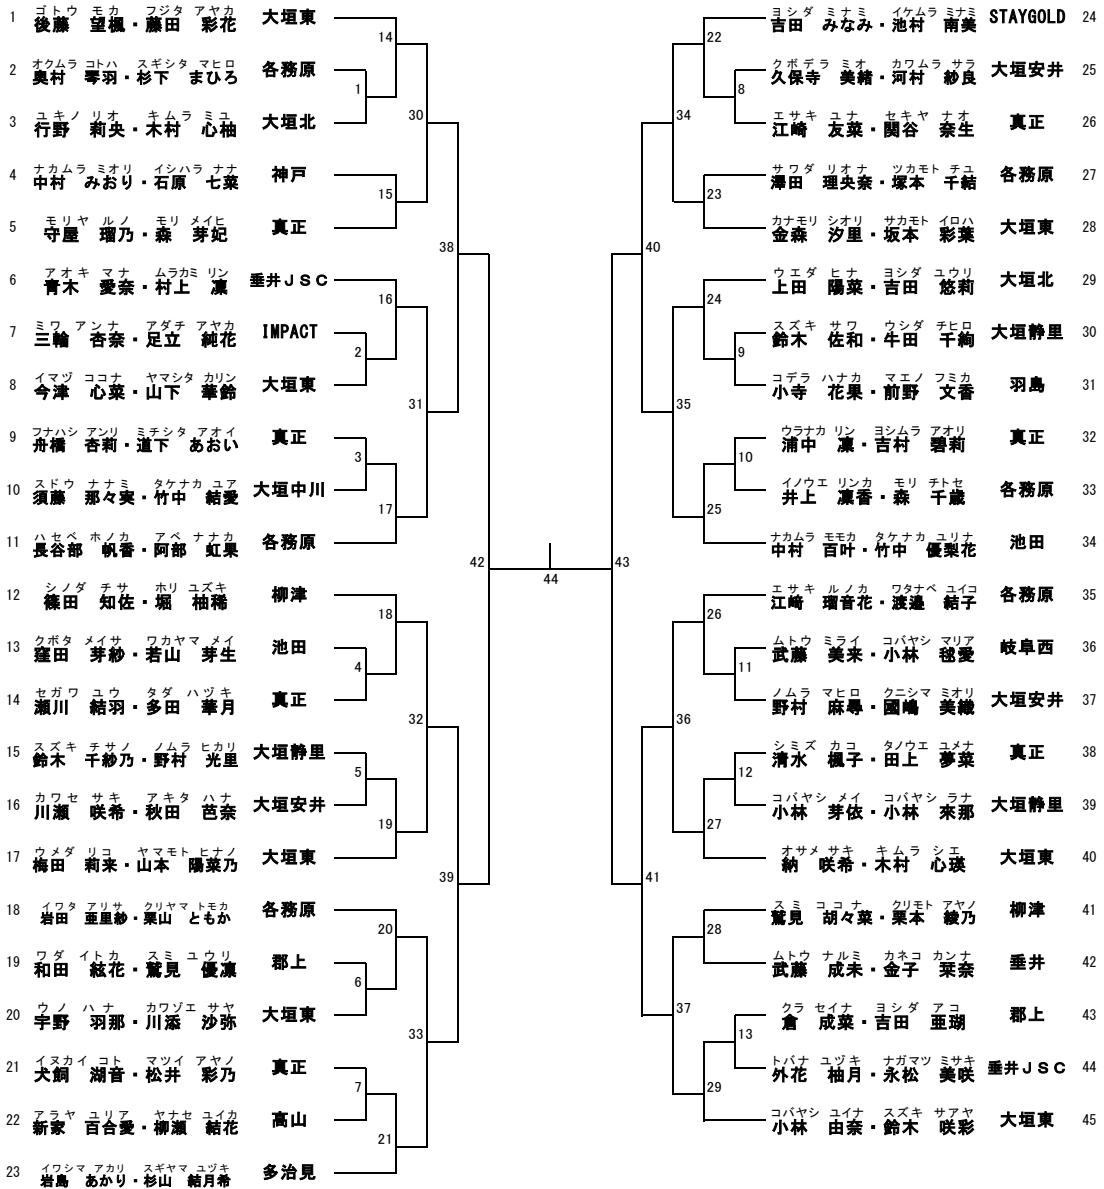 1 ゴトウ モカ フジタ アヤカ
後藤 望楓・藤田 彩花 大垣東
2 オクムラ コトハ スギシタ マヒロ
奥村 琴羽・杉下 まひろ 各務原
3 ユキノ リオ キムラ ミユ
行野 莉央・木村 心柚 大垣北
4 ナカムラ ミオリ イシハラ ナナ
中村 みおり・石原 七菜 神戸
5 モリヤ ルノ モリ メイヒ
守屋 瑠乃・森 芽妃 真正
6 アオキ マナ ムラカミ リン
青木 愛奈・村上 凜 垂井ＪＳＣ
7 ミワ アンナ アダチ アヤカ
三輪 杏奈・足立 純花 IMPACT
8 イマヅ ココナ ヤマシタ カリン
今津 心菜・山下 華鈴 大垣東
9 フナハシ アンリ ミチシタ アオイ
舟橋 杏莉・道下 あおい 真正
10 スドウ ナナミ タケナカ ユア
須藤 那々実・竹中 結愛 大垣中川
11 ハセベ ホノカ アベ ナナカ
長谷部 帆香・阿部 虹果 各務原
12 シノダ チサ ホリ ユズキ
篠田 知佐・堀 柚稀 柳津
13 クボタ メイサ ワカヤマ メイ
窪田 芽紗・若山 芽生 池田
14 セガワ ユウ タダ ハヅキ
瀬川 結羽・多田 華月 真正
15 スズキ チサノ ノムラ ヒカリ
鈴木 千紗乃・野村 光里 大垣静里
16 カワセ サキ アキタ ハナ
川瀬 咲希・秋田 芭奈 大垣安井
17 ウメダ リコ ヤマモト ヒナノ
梅田 莉来・山本 陽菜乃 大垣東
18 イワタ アリサ クリヤマ トモカ
岩田 亜里紗・栗山 ともか 各務原
19 ワダ イトカ スミ ユウリ
和田 絃花・鷲見 優凛 郡上
20 ウノ ハナ カワゾエ サヤ
宇野 羽那・川添 沙弥 大垣東
21 イヌカイ コト マツイ アヤノ
犬飼 湖音・松井 彩乃 真正
22 アラヤ ユリア ヤナセ ユイカ
新家 百合愛・柳瀬 結花 高山
23 イワシマ アカリ スギヤマ ユヅキ
岩島 あかり・杉山 結月希 多治見
14
1
30
15
38
16
2
31
3
17
42
18
4
32
5
19
39
20
6
33
7
21
44
43
22
8
34
23
40
24
9
35
10
25
26
11
36
12
27
41
28
37
13
29
ヨシダ ミナミ イケムラ ミナミ
吉田 みなみ・池村 南美 STAYGOLD 24
クボデラ ミオ カワムラ サラ
久保寺 美緒・河村 紗良 大垣安井 25
エサキ ユナ セキヤ ナオ
江崎 友菜・関谷 奈生 真正 26
サワダ リオナ ツカモト チユ
澤田 理央奈・塚本 千結 各務原 27
カナモリ シオリ サカモト イロハ
金森 汐里・坂本 彩葉 大垣東 28
ウエダ ヒナ ヨシダ ユウリ
上田 陽菜・吉田 悠莉 大垣北 29
スズキ サワ ウシダ チヒロ
鈴木 佐和・牛田 千絢 大垣静里 30
コデラ ハナカ マエノ フミカ
小寺 花果・前野 文香 羽島 31
ウラナカ リン ヨシムラ アオリ
浦中 凜・吉村 碧莉 真正 32
イノウエ リンカ モリ チトセ
井上 凜香・森 千歳 各務原 33
ナカムラ モモカ タケナカ ユリナ
中村 百叶・竹中 優梨花 池田 34
エサキ ルノカ ワタナベ ユイコ
江崎 瑠音花・渡邉 結子 各務原 35
ムトウ ミライ コバヤシ マリア
武藤 美来・小林 毬愛 岐阜西 36
ノムラ マヒロ クニシマ ミオリ
野村 麻尋・國嶋 美織 大垣安井 37
シミズ カコ タノウエ ユメナ
清水 楓子・田上 夢菜 真正 38
コバヤシ メイ コバヤシ ラナ
小林 芽依・小林 來那 大垣静里 39
オサメ サキ キムラ シエ
納 咲希・木村 心瑛 大垣東 40
スミ ココナ クリモト アヤノ
鷲見 胡々菜・栗本 綾乃 柳津 41
ムトウ ナルミ カネコ カンナ
武藤 成未・金子 栞奈 垂井 42
クラ セイナ ヨシダ アコ
倉 成菜・吉田 亜瑚 郡上 43
トバナ ユヅキ ナガマツ ミサキ
外花 柚月・永松 美咲 垂井ＪＳＣ 44
コバヤシ ユイナ スズキ サアヤ
小林 由奈・鈴木 咲彩 大垣東 45